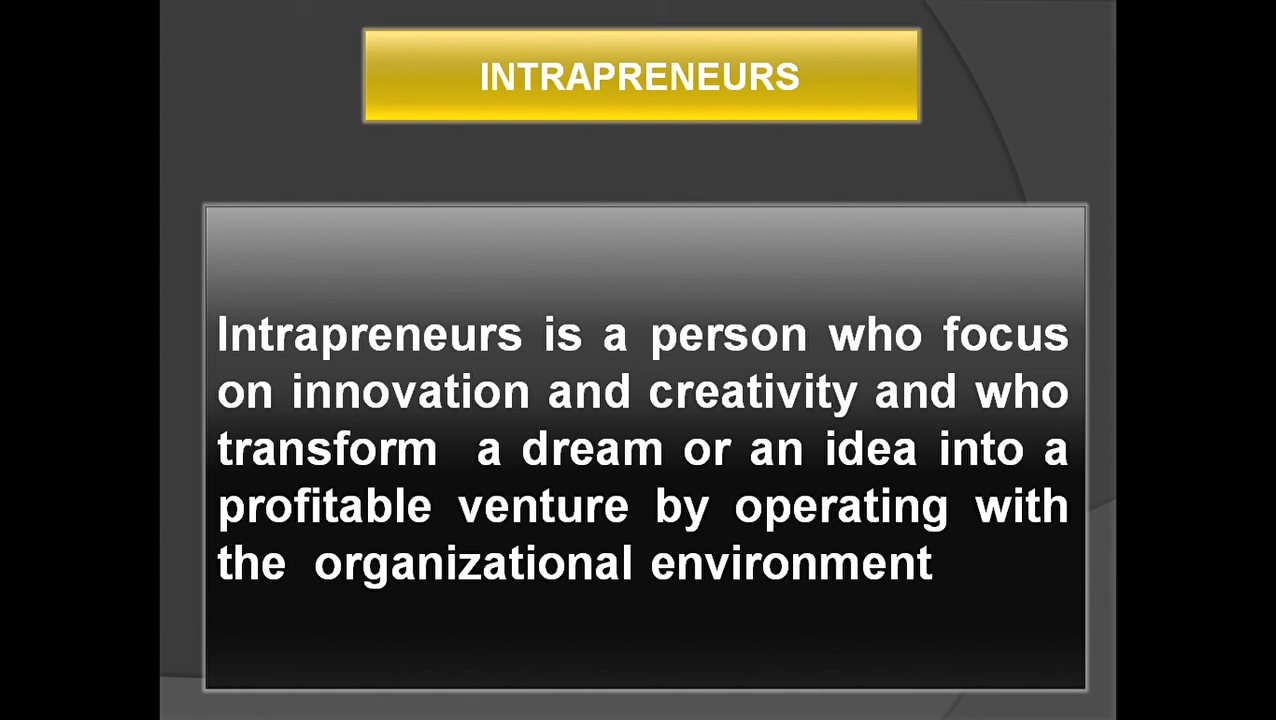 INTRAPRENEURS
Intrapreneurs is a person who focus
on innovation and creativity and who
transform a dream or an idea into a
profitable venture by operating with
the organizational environment